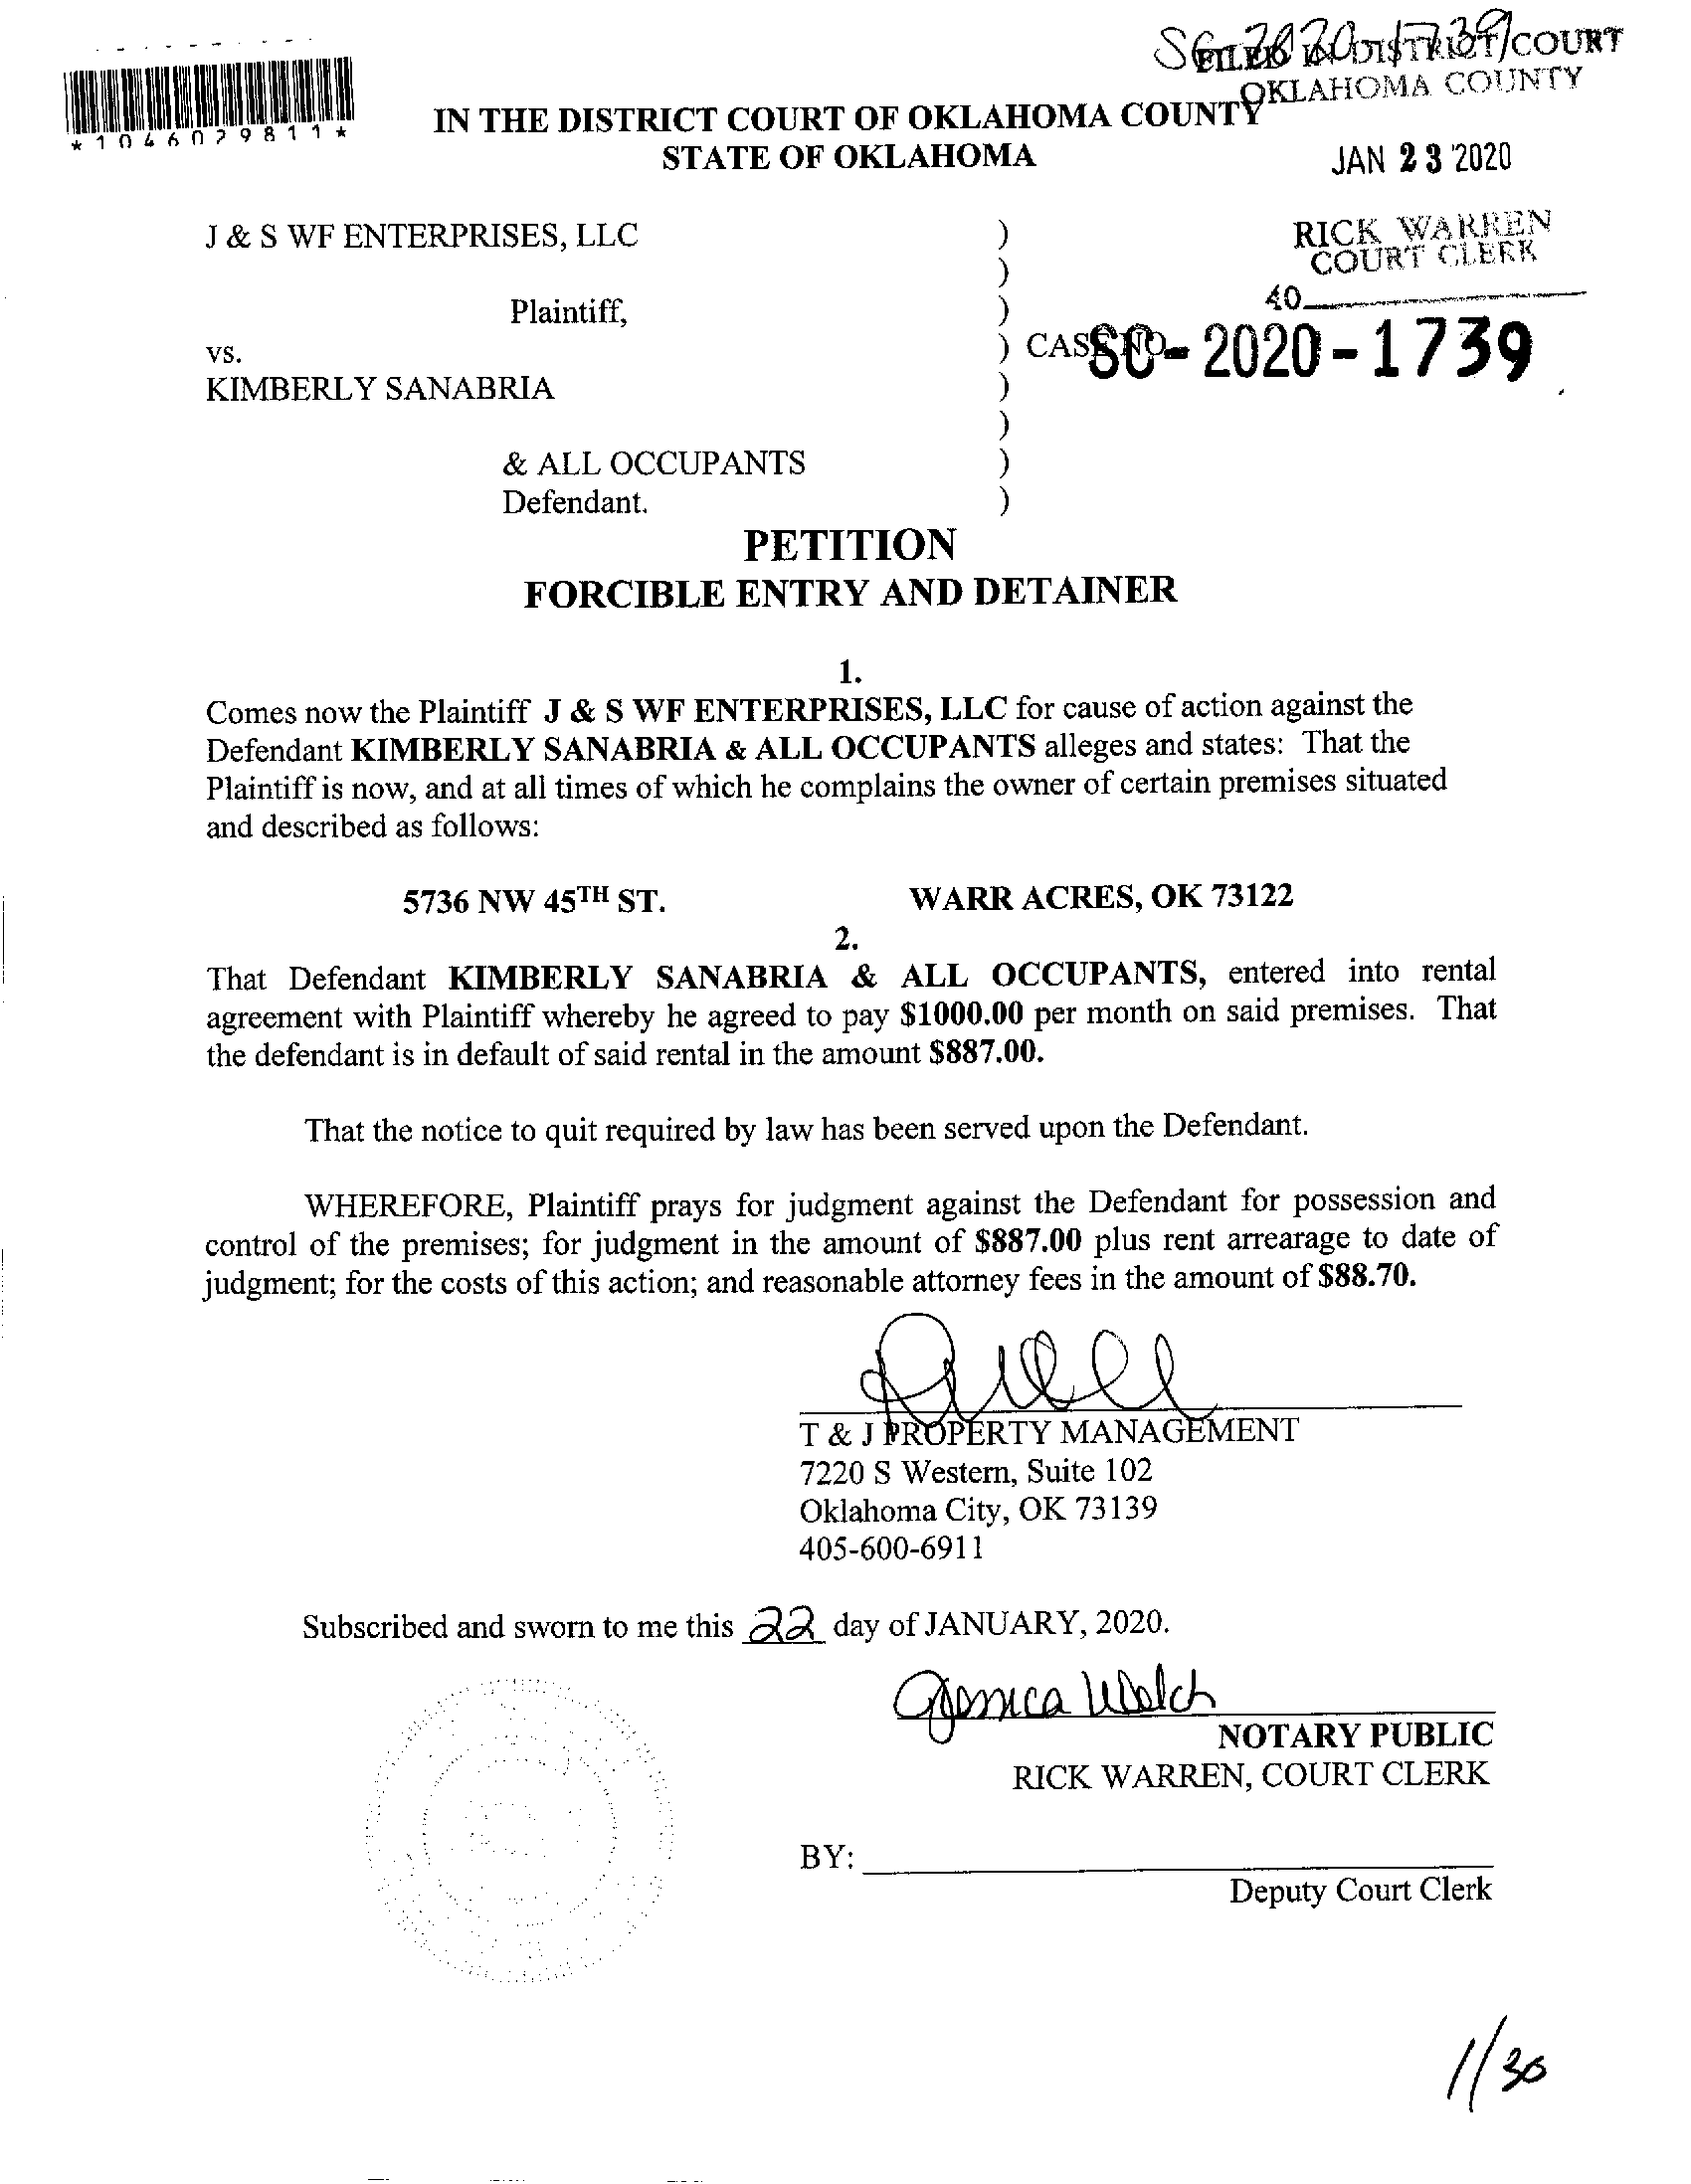 SC-2020-1739
FILED IN DISTRICT COURT
OKLAHOMA COUNTY
*1046029811*
IN THE DISTRICT COURT OF OKLAHOMA COUNTY
STATE OF OKLAHOMA
JAN 23 2020
RICK WARREN
COURT CLERK
40
J & S WF ENTERPRISES, LLC )
)
Plaintiff, )
vs. ) CASE NO. SC-2020-1739
KIMBERLY SANABRIA )
)
& ALL OCCUPANTS )
Defendant. )
PETITION
FORCIBLE ENTRY AND DETAINER
1.
Comes now the Plaintiff J & S WF ENTERPRISES, LLC for cause of action against the
Defendant KIMBERLY SANABRIA & ALL OCCUPANTS alleges and states: That the
Plaintiff is now, and at all times of which he complains the owner of certain premises situated
and described as follows:
5736 NW 45TH ST. WARR ACRES, OK 73122
2.
That Defendant KIMBERLY SANABRIA & ALL OCCUPANTS, entered into rental
agreement with Plaintiff whereby he agreed to pay $1000.00 per month on said premises. That
the defendant is in default of said rental in the amount $887.00.
That the notice to quit required by law has been served upon the Defendant.
WHEREFORE, Plaintiff prays for judgment against the Defendant for possession and
control of the premises; for judgment in the amount of $887.00 plus rent arrearage to date of
judgment; for the costs of this action; and reasonable attorney fees in the amount of $88.70.
T & J PROPERTY MANAGEMENT
7220 S Western, Suite 102
Oklahoma City, OK 73139
405-600-6911
Subscribed and sworn to me this 22 day of JANUARY, 2020.
Jessica Welch
NOTARY PUBLIC
RICK WARREN, COURT CLERK
BY:
Deputy Court Clerk
1/30